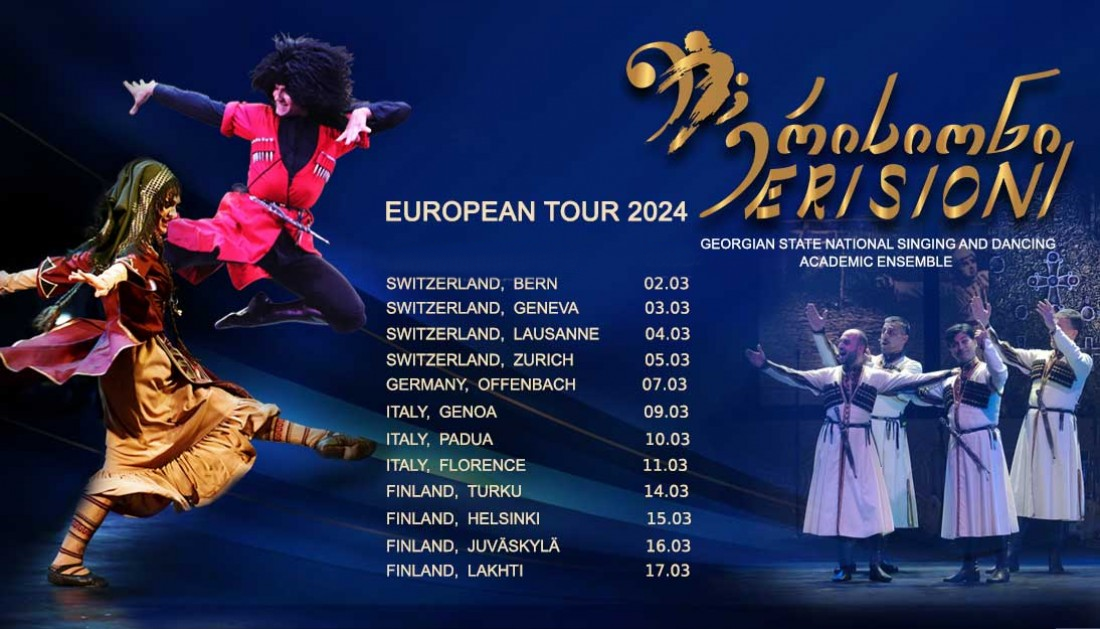 ერისიონი
ERISIONI
GEORGIAN STATE NATIONAL SINGING AND DANCING
ACADEMIC ENSEMBLE
EUROPEAN TOUR 2024
SWITZERLAND, BERN 02.03
SWITZERLAND, GENEVA 03.03
SWITZERLAND, LAUSANNE 04.03
SWITZERLAND, ZURICH 05.03
GERMANY, OFFENBACH 07.03
ITALY, GENOA 09.03
ITALY, PADUA 10.03
ITALY, FLORENCE 11.03
FINLAND, TURKU 14.03
FINLAND, HELSINKI 15.03
FINLAND, JUVÄSKYLÄ 16.03
FINLAND, LAKHTI 17.03